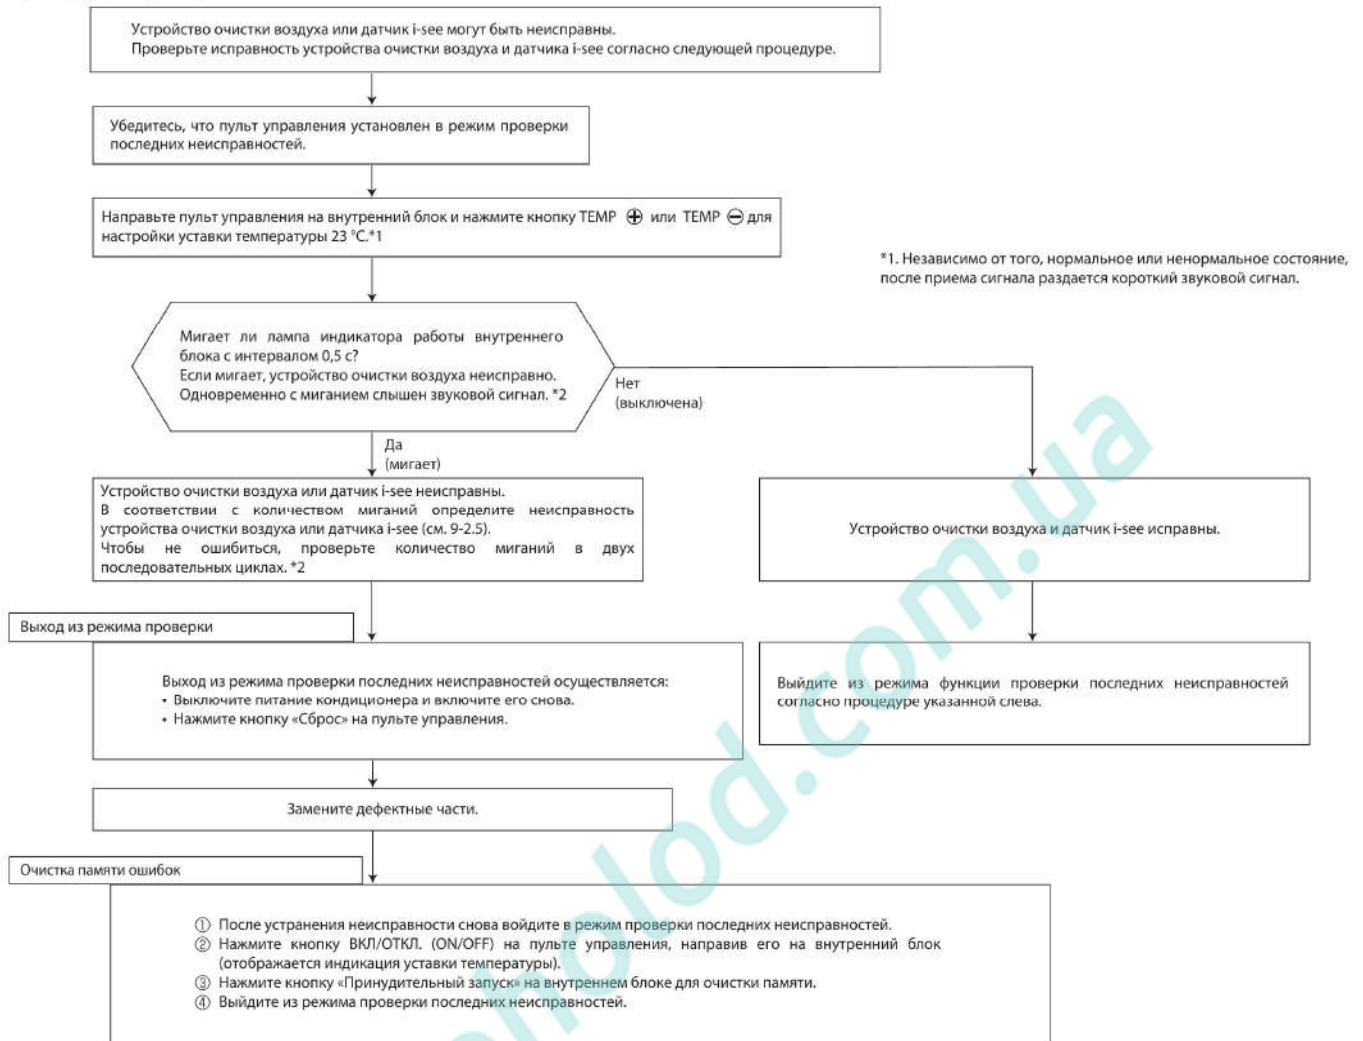 Устройство очистки воздуха или датчик i-see могут быть неисправны.
Проверьте исправность устройства очистки воздуха и датчика i-see согласно следующей процедуре.
Убедитесь, что пульт управления установлен в режим проверки
последних неисправностей.
Направьте пульт управления на внутренний блок и нажмите кнопку TEMP ⊕ или TEMP ⊖ для
настройки уставки температуры 23 °C.*1
*1. Независимо от того, нормальное или ненормальное состояние,
после приема сигнала раздается короткий звуковой сигнал.
Мигает ли лампа индикатора работы внутреннего
блока с интервалом 0,5 с?
Если мигает, устройство очистки воздуха неисправно.
Одновременно с миганием слышен звуковой сигнал. *2
Нет
(выключена)
Да
(мигает)
Устройство очистки воздуха или датчик i-see неисправны.
В соответствии с количеством миганий определите неисправность
устройства очистки воздуха или датчика i-see (см. 9-2.5).
Чтобы не ошибиться, проверьте количество миганий в двух
последовательных циклах. *2
Устройство очистки воздуха и датчик i-see исправны.
Выход из режима проверки
Выход из режима проверки последних неисправностей осуществляется:
• Выключите питание кондиционера и включите его снова.
• Нажмите кнопку «Сброс» на пульте управления.
Выйдите из режима функции проверки последних неисправностей
согласно процедуре указанной слева.
Замените дефектные части.
Очистка памяти ошибок
① После устранения неисправности снова войдите в режим проверки последних неисправностей.
② Нажмите кнопку ВКЛ/ОТКЛ. (ON/OFF) на пульте управления, направив его на внутренний блок
(отображается индикация уставки температуры).
③ Нажмите кнопку «Принудительный запуск» на внутреннем блоке для очистки памяти.
④ Выйдите из режима проверки последних неисправностей.
holod.com.ua